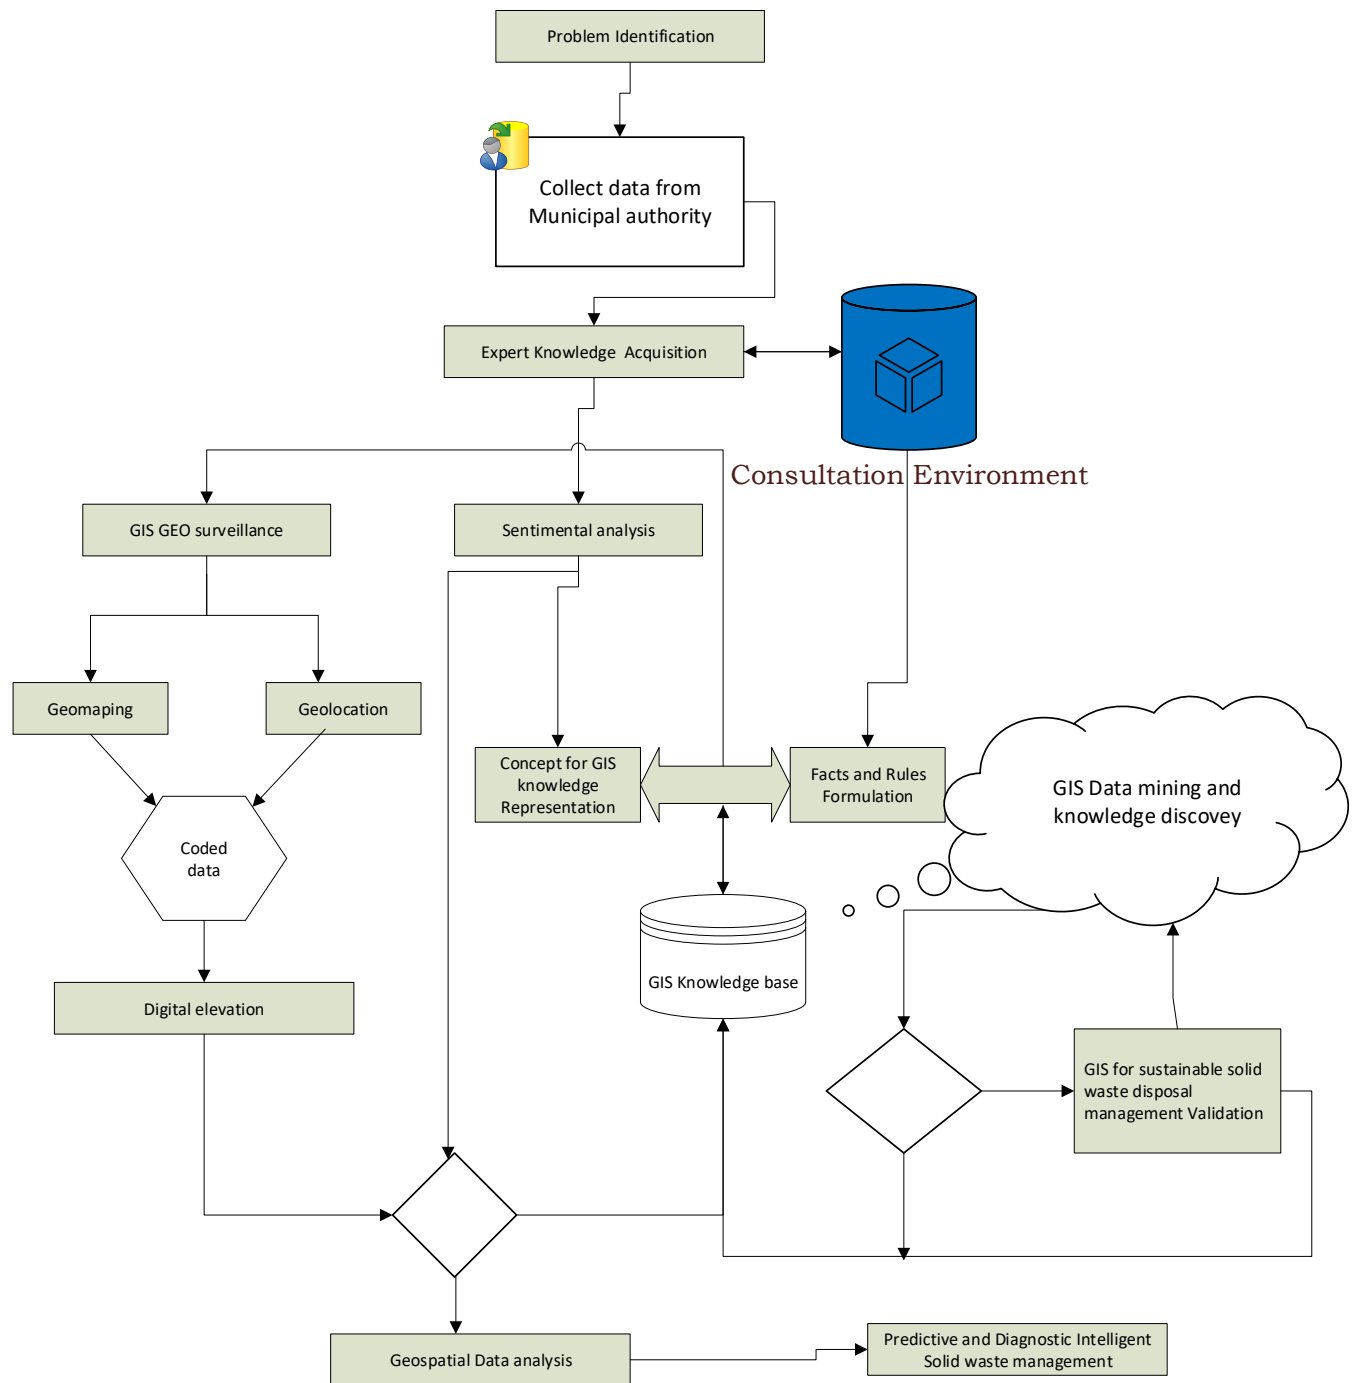 Problem Identification
Collect data from
Municipal authority
Expert Knowledge  Acquisition
Consultation Environment
GIS GEO surveillance
Sentimental analysis
Geomaping
Geolocation
Concept for GIS
knowledge
Representation
Facts and Rules
Formulation
GIS Data mining and
knowledge discovey
Coded
data
GIS Knowledge base
Digital elevation
GIS for sustainable solid
waste disposal
management Validation
Geospatial Data analysis
Predictive and Diagnostic Intelligent
Solid waste management